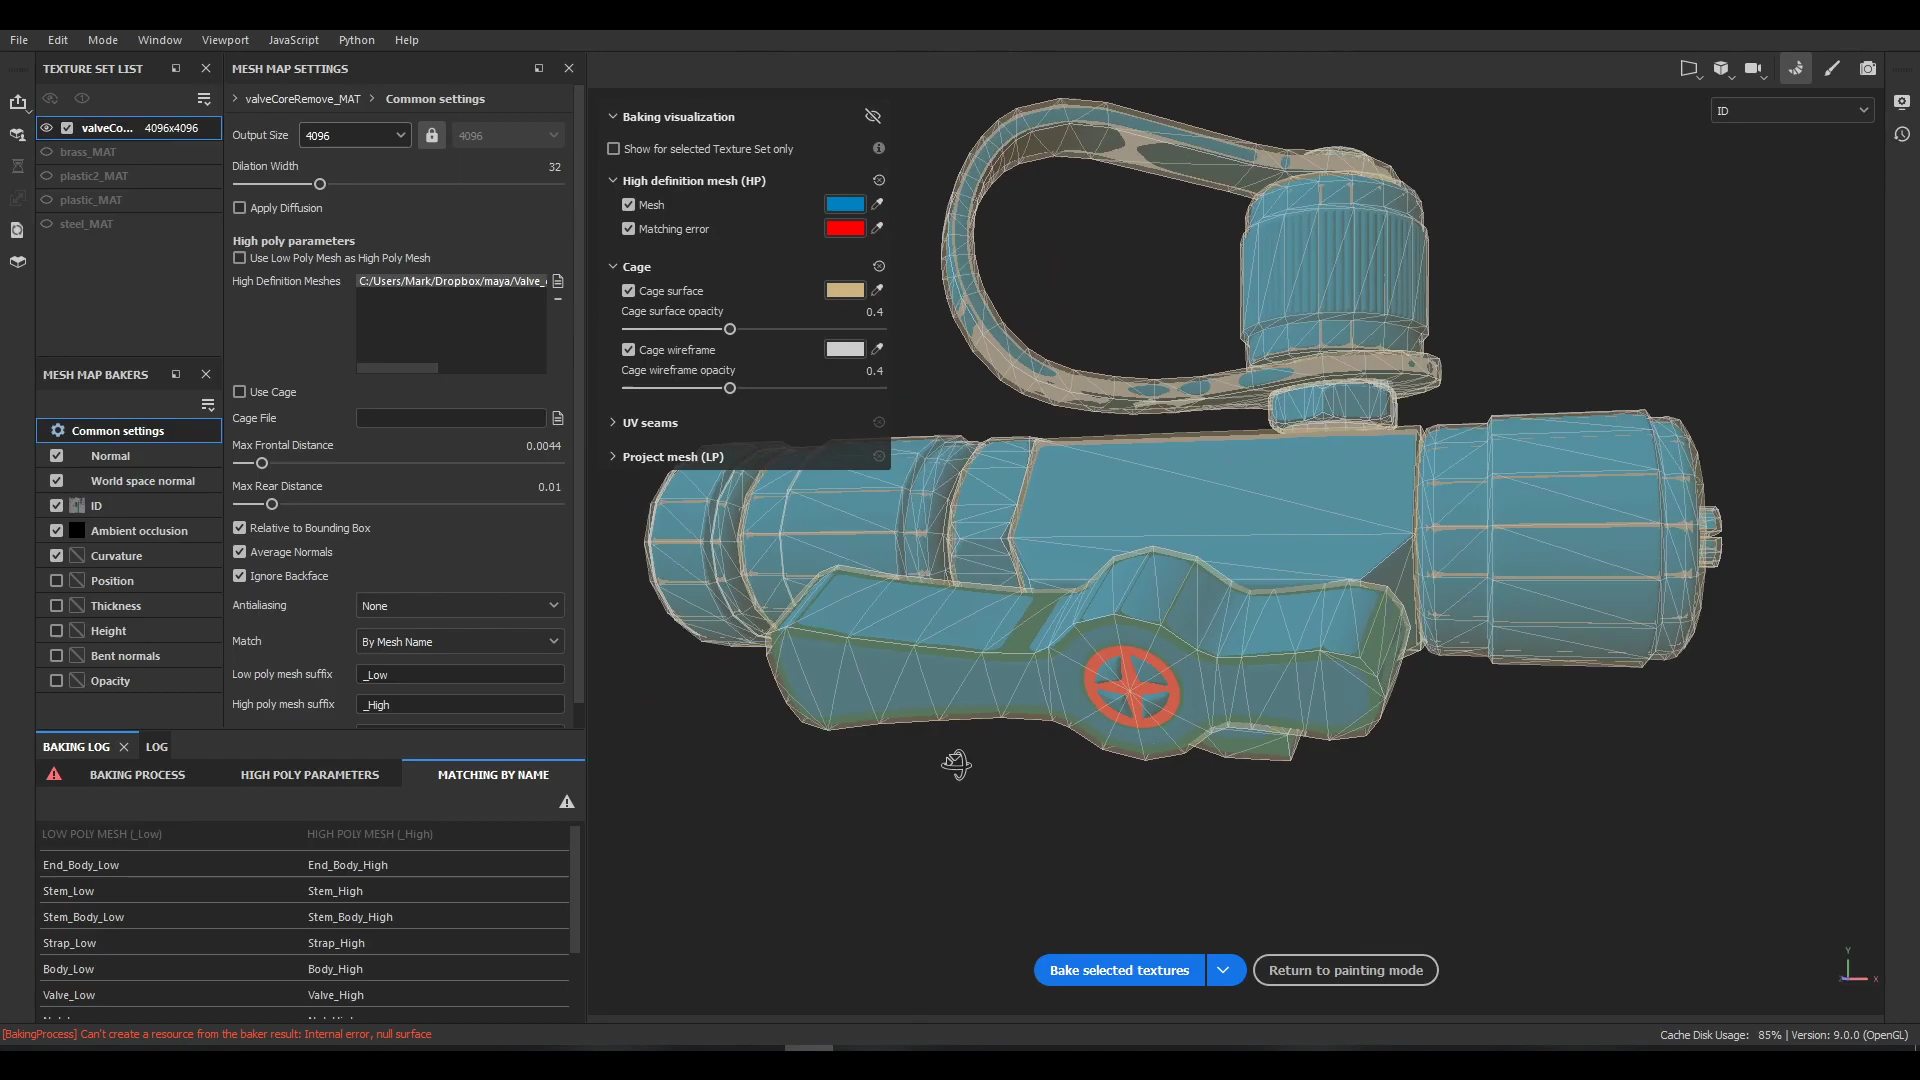 File Edit Mode Window Viewport JavaScript Python Help
TEXTURE SET LIST
valveCo... 4096x4096
brass_MAT
plastic2_MAT
plastic_MAT
steel_MAT
MESH MAP BAKERS
Common settings
Normal
World space normal
ID
Ambient occlusion
Curvature
Position
Thickness
Height
Bent normals
Opacity
MESH MAP SETTINGS
valveCoreRemove_MAT > Common settings
Output Size 4096 4096
Dilation Width 32
Apply Diffusion
High poly parameters
Use Low Poly Mesh as High Poly Mesh
High Definition Meshes C:/Users/Mark/Dropbox/maya/Valve_
Use Cage
Cage File
Max Frontal Distance 0.0044
Max Rear Distance 0.01
Relative to Bounding Box
Average Normals
Ignore Backface
Antialiasing None
Match By Mesh Name
Low poly mesh suffix _Low
High poly mesh suffix _High
BAKING LOG LOG
BAKING PROCESS HIGH POLY PARAMETERS MATCHING BY NAME
LOW POLY MESH (_Low) HIGH POLY MESH (_High)
End_Body_Low End_Body_High
Stem_Low Stem_High
Stem_Body_Low Stem_Body_High
Strap_Low Strap_High
Body_Low Body_High
Valve_Low Valve_High
Baking visualization
Show for selected Texture Set only
High definition mesh (HP)
Mesh
Matching error
Cage
Cage surface
Cage surface opacity 0.4
Cage wireframe
Cage wireframe opacity 0.4
UV seams
Project mesh (LP)
ID
Bake selected textures Return to painting mode
Y
X
[BakingProcess] Can't create a resource from the baker result: Internal error, null surface
Cache Disk Usage: 85% | Version: 9.0.0 (OpenGL)